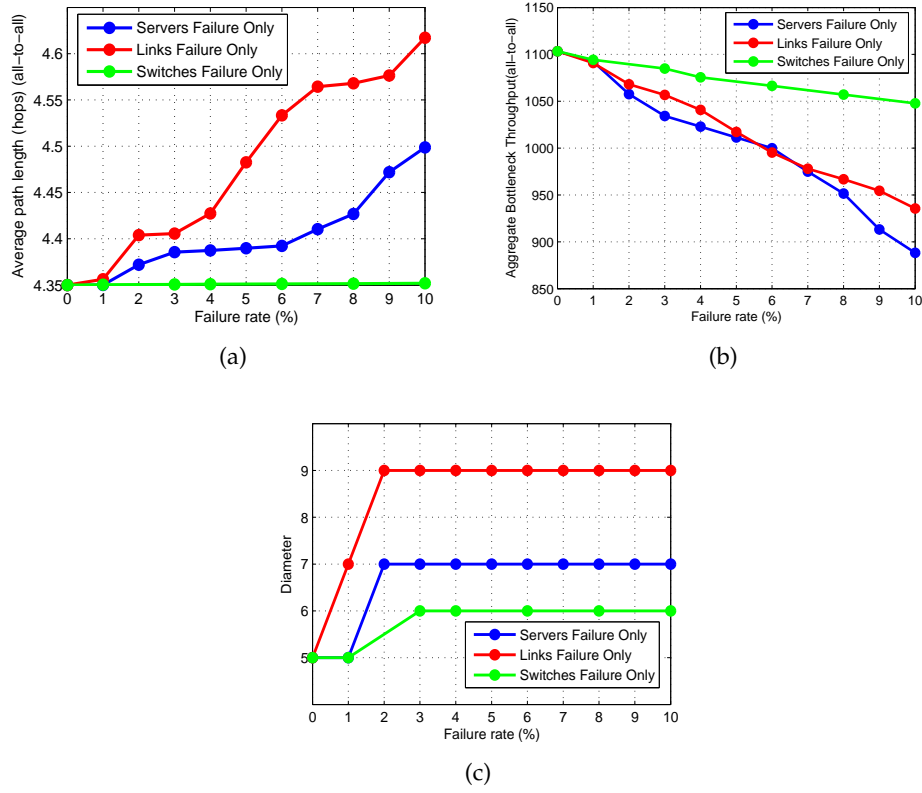 Average path length (hops) (all−to−all)
4.6
4.55
4.5
4.45
4.4
4.35
Servers Failure Only
Links Failure Only
Switches Failure Only
0 1 2 3 4 5 6 7 8 9 10
Failure rate (%)
(a)
Aggregate Bottleneck Throughput(all−to−all)
1150
1100
1050
1000
950
900
850
Servers Failure Only
Links Failure Only
Switches Failure Only
0 1 2 3 4 5 6 7 8 9 10
Failure rate (%)
(b)
Diameter
9
8
7
6
5
Servers Failure Only
Links Failure Only
Switches Failure Only
0 1 2 3 4 5 6 7 8 9 10
Failure rate (%)
(c)